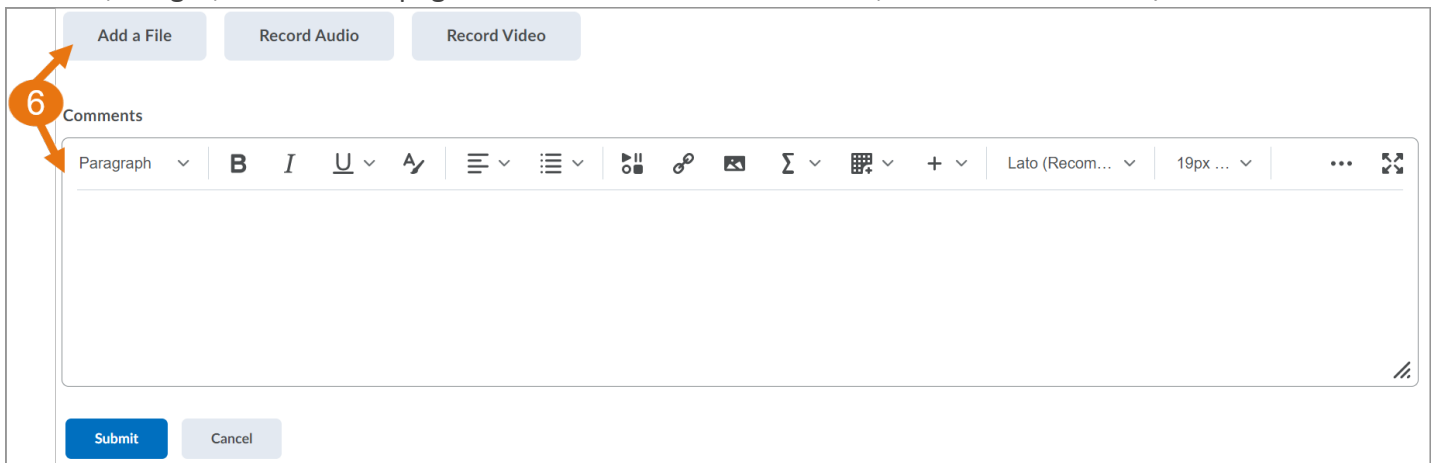 Add a File Record Audio Record Video
6
Comments
Paragraph B I U Σ + Lato (Recom... 19px ... ...
Submit Cancel